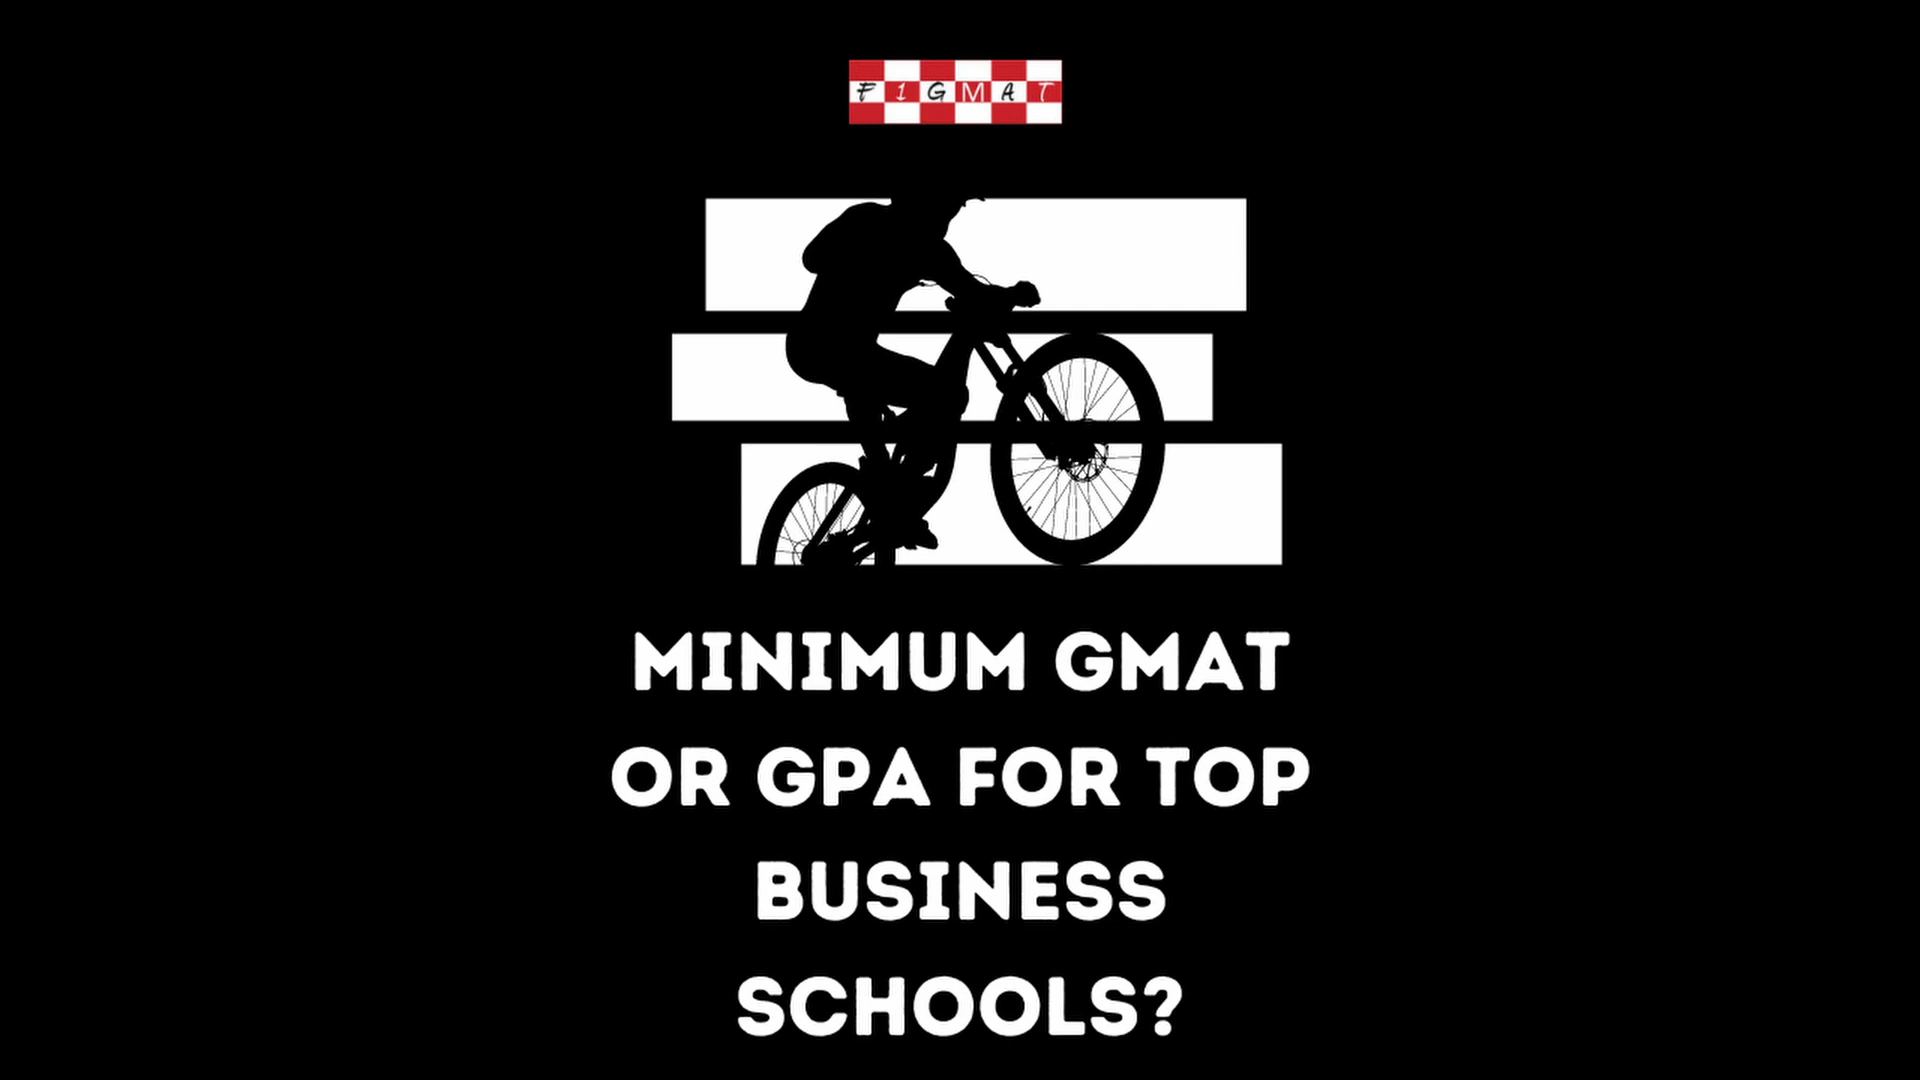 F1GMAT
MINIMUM GMAT
OR GPA FOR TOP
BUSINESS
SCHOOLS?